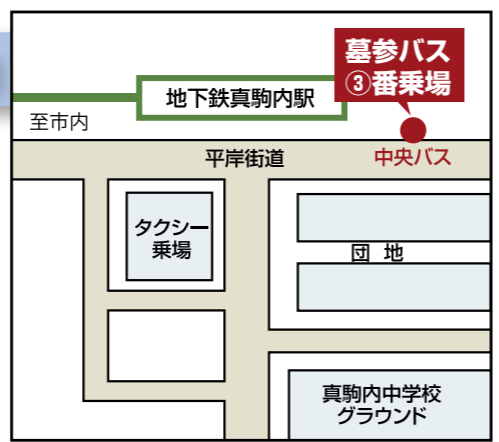 墓参バス
③番乗場
地下鉄真駒内駅
至市内
平岸街道
中央バス
タクシー
乗場
団 地
真駒内中学校
グラウンド